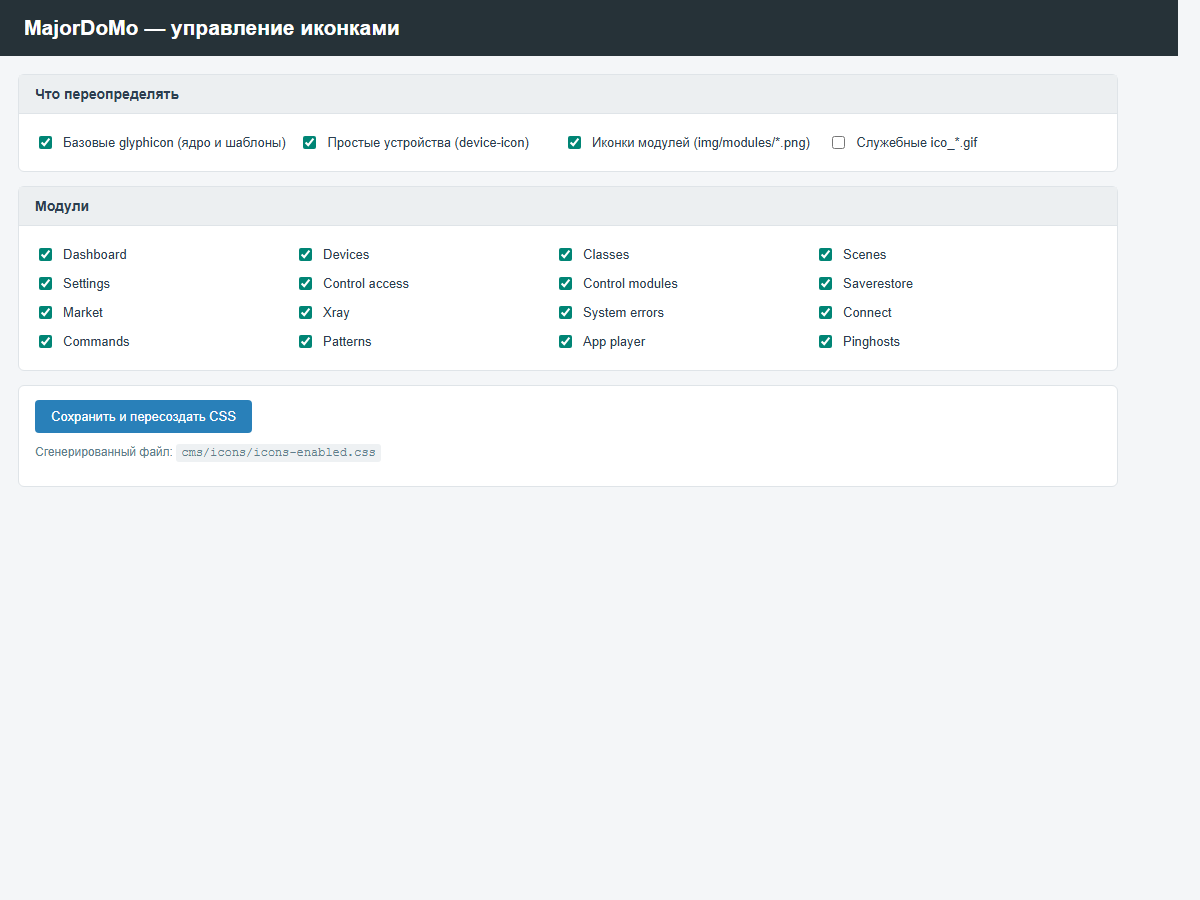 MajorDoMo — управление иконками
Что переопределять
Базовые glyphicon (ядро и шаблоны) Простые устройства (device-icon) Иконки модулей (img/modules/*.png) Служебные ico_*.gif
Модули
Dashboard Devices Classes Scenes
Settings Control access Control modules Saverestore
Market Xray System errors Connect
Commands Patterns App player Pinghosts
Сохранить и пересоздать CSS
Сгенерированный файл: cms/icons/icons-enabled.css